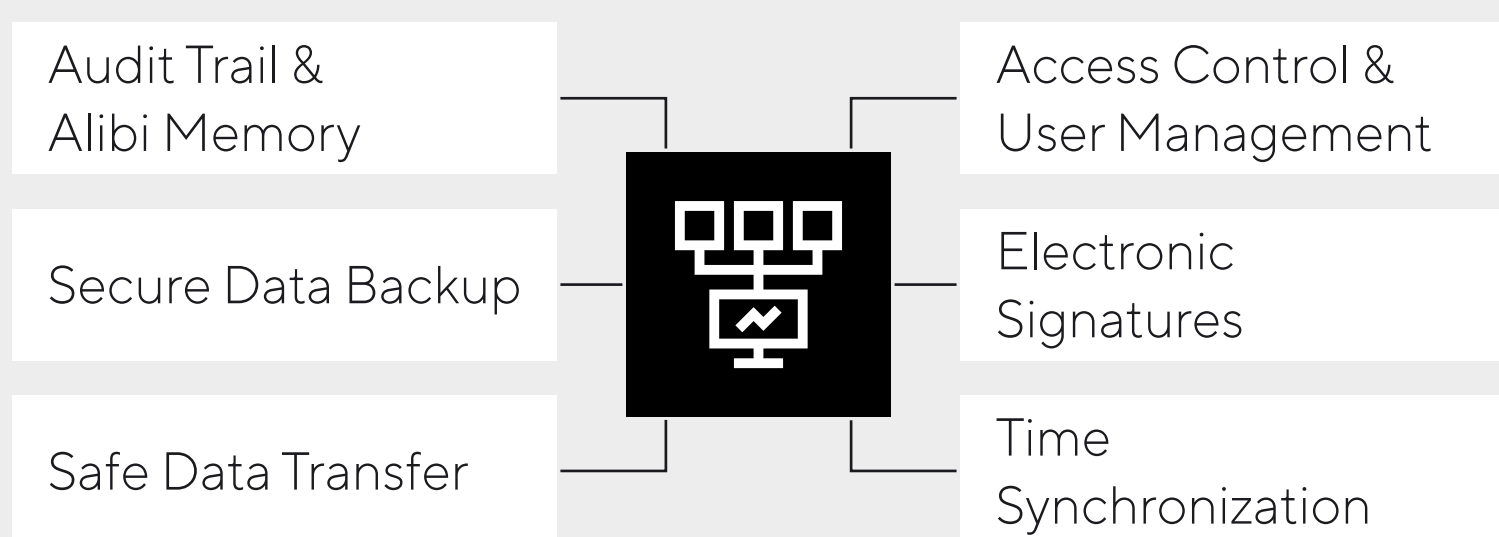 Audit Trail &
Alibi Memory
Secure Data Backup
Safe Data Transfer
Access Control &
User Management
Electronic
Signatures
Time
Synchronization